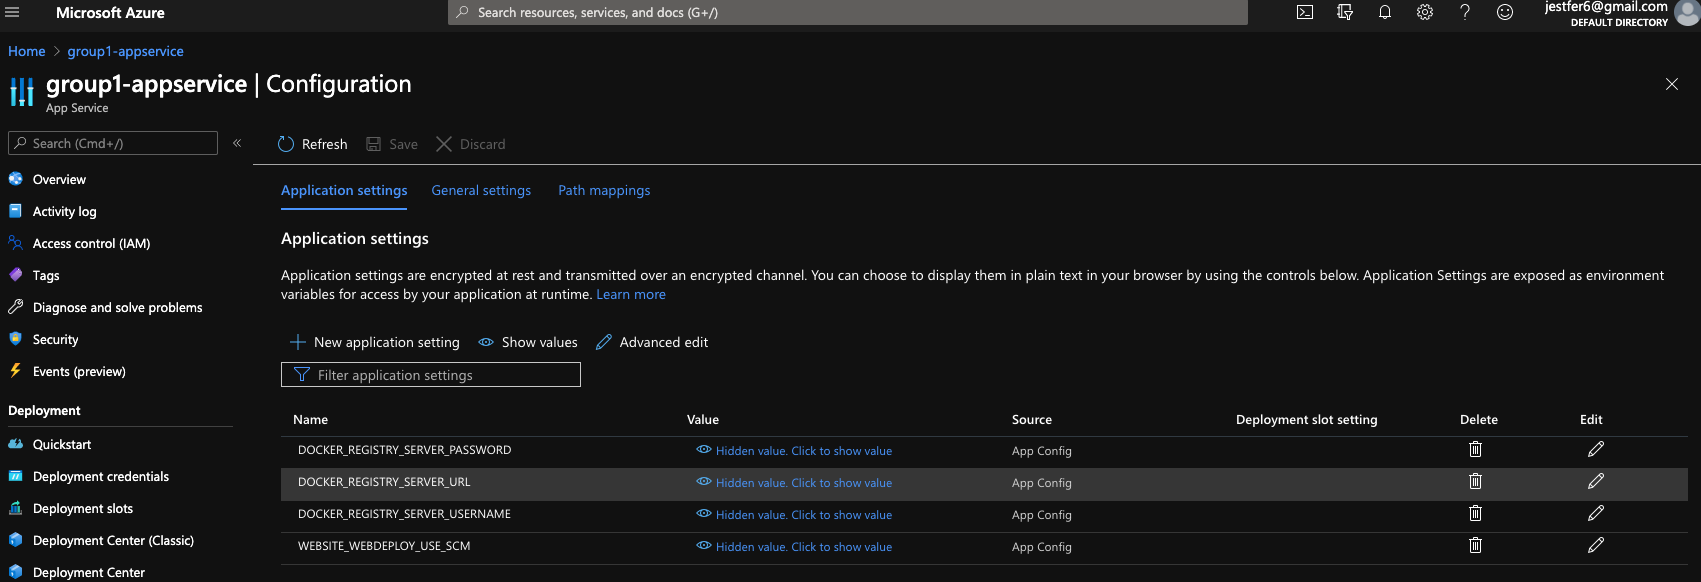 Microsoft Azure
Search resources, services, and docs (G+/)
jestfer6@gmail.com
DEFAULT DIRECTORY
Home > group1-appservice
group1-appservice | Configuration
App Service
Search (Cmd+/)
«
Refresh Save Discard
Overview
Activity log
Access control (IAM)
Tags
Diagnose and solve problems
Security
Events (preview)
Deployment
Quickstart
Deployment credentials
Deployment slots
Deployment Center (Classic)
Deployment Center
Application settings General settings Path mappings
Application settings
Application settings are encrypted at rest and transmitted over an encrypted channel. You can choose to display them in plain text in your browser by using the controls below. Application Settings are exposed as environment
variables for access by your application at runtime. Learn more
New application setting Show values Advanced edit
Filter application settings
Name Value Source Deployment slot setting Delete Edit
DOCKER_REGISTRY_SERVER_PASSWORD Hidden value. Click to show value App Config
DOCKER_REGISTRY_SERVER_URL Hidden value. Click to show value App Config
DOCKER_REGISTRY_SERVER_USERNAME Hidden value. Click to show value App Config
WEBSITE_WEBDEPLOY_USE_SCM Hidden value. Click to show value App Config